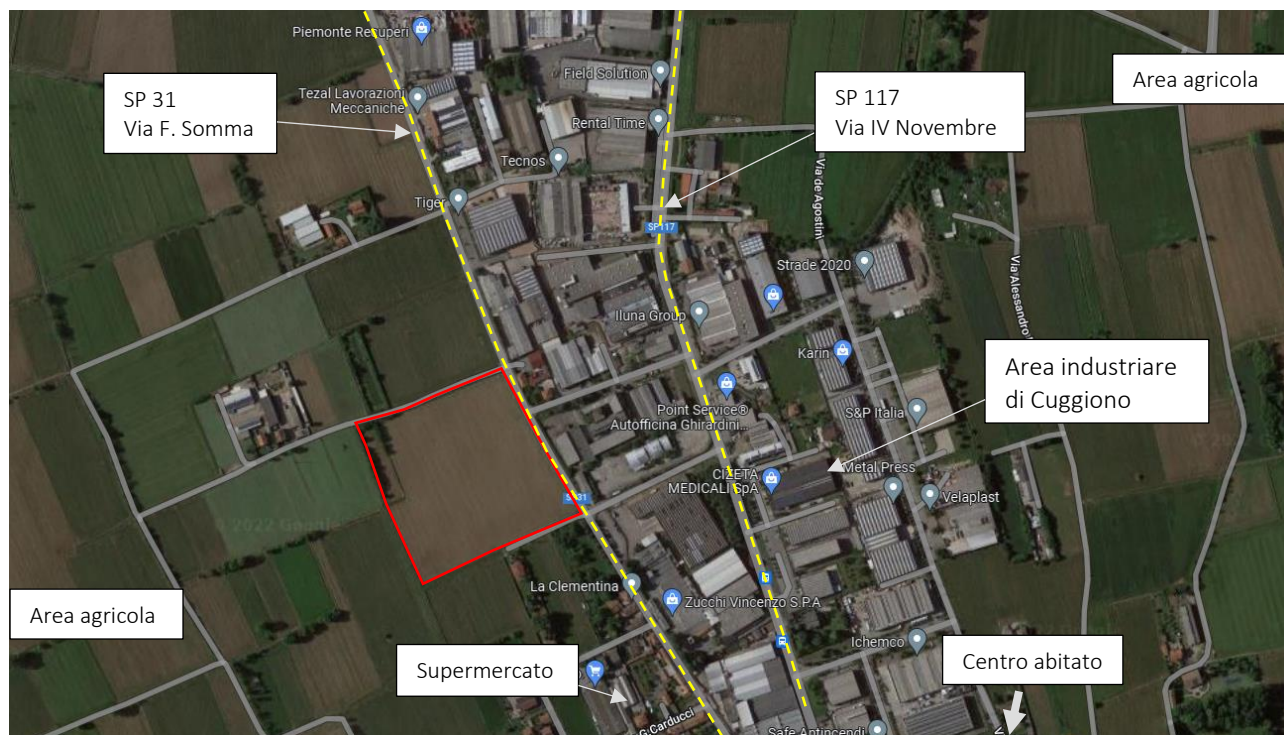 Piemonte Recuperi
Field Solution
Area agricola
SP 31
Via F. Somma
Tezal Lavorazioni
Meccaniche
SP 117
Via IV Novembre
Rental Time
Tecnos
Tiger
Via de Agostini
SP117
Strade 2020
Via Alessandro
Iluna Group
Karin
Area industriare
di Cuggiono
Point Service®
Autofficina Ghirardini...
S&P Italia
CIZETA
MEDICALI SpA
Metal Press
Velaplast
SP31
© 2022 Google
La Clementina
Zucchi Vincenzo S.P.A
Area agricola
Ichemco
Supermercato
Centro abitato
G.Carducci
Safe Antincendi